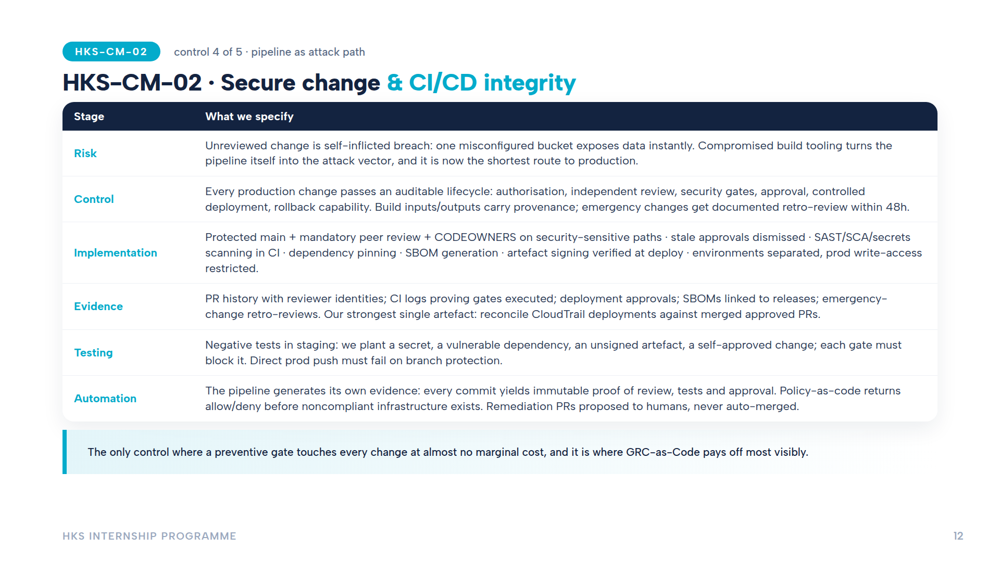 HKS-CM-02
control 4 of 5 · pipeline as attack path
HKS-CM-02 · Secure change & CI/CD integrity
Stage
What we specify
Risk
Unreviewed change is self-inflicted breach: one misconfigured bucket exposes data instantly. Compromised build tooling turns the
pipeline itself into the attack vector, and it is now the shortest route to production.
Control
Every production change passes an auditable lifecycle: authorisation, independent review, security gates, approval, controlled
deployment, rollback capability. Build inputs/outputs carry provenance; emergency changes get documented retro-review within 48h.
Implementation
Protected main + mandatory peer review + CODEOWNERS on security-sensitive paths · stale approvals dismissed · SAST/SCA/secrets
scanning in CI · dependency pinning · SBOM generation · artefact signing verified at deploy · environments separated, prod write-access
restricted.
Evidence
PR history with reviewer identities; CI logs proving gates executed; deployment approvals; SBOMs linked to releases; emergency-
change retro-reviews. Our strongest single artefact: reconcile CloudTrail deployments against merged approved PRs.
Testing
Negative tests in staging: we plant a secret, a vulnerable dependency, an unsigned artefact, a self-approved change; each gate must
block it. Direct prod push must fail on branch protection.
Automation
The pipeline generates its own evidence: every commit yields immutable proof of review, tests and approval. Policy-as-code returns
allow/deny before noncompliant infrastructure exists. Remediation PRs proposed to humans, never auto-merged.
The only control where a preventive gate touches every change at almost no marginal cost, and it is where GRC-as-Code pays off most visibly.
HKS INTERNSHIP PROGRAMME
12